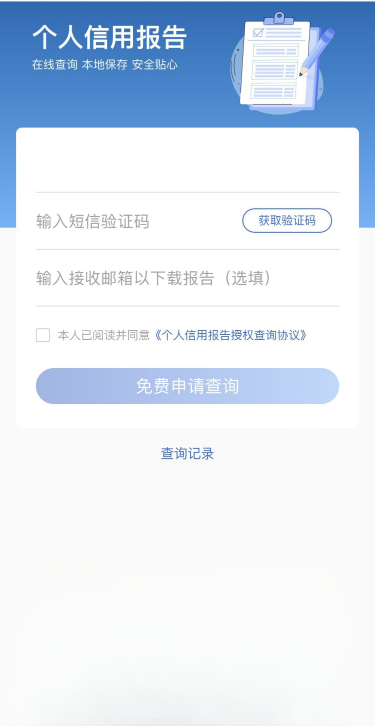 个人信用报告
在线查询 本地保存 安全贴心
输入短信验证码
获取验证码
输入接收邮箱以下载报告（选填）
本人已阅读并同意《个人信用报告授权查询协议》
免费申请查询
查询记录